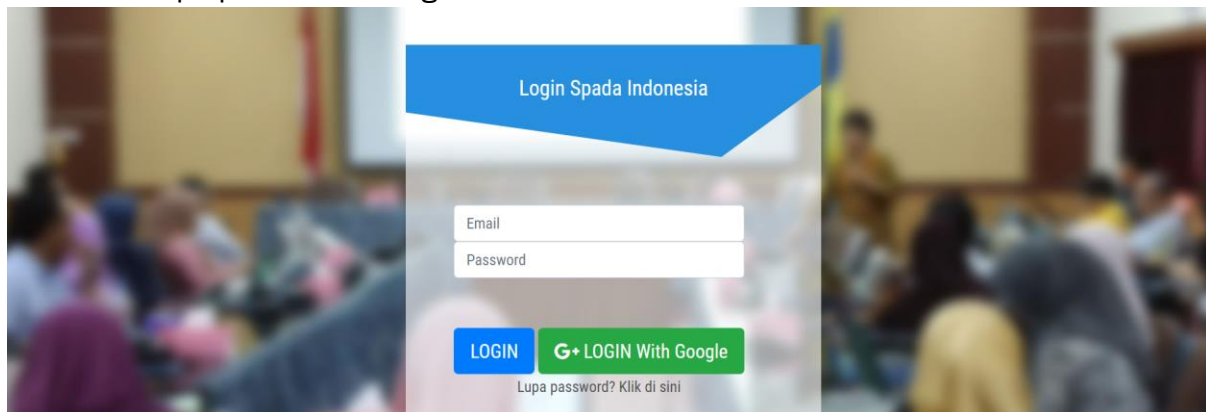 Login Spada Indonesia
Email
Password
LOGIN
G+ LOGIN With Google
Lupa password? Klik di sini